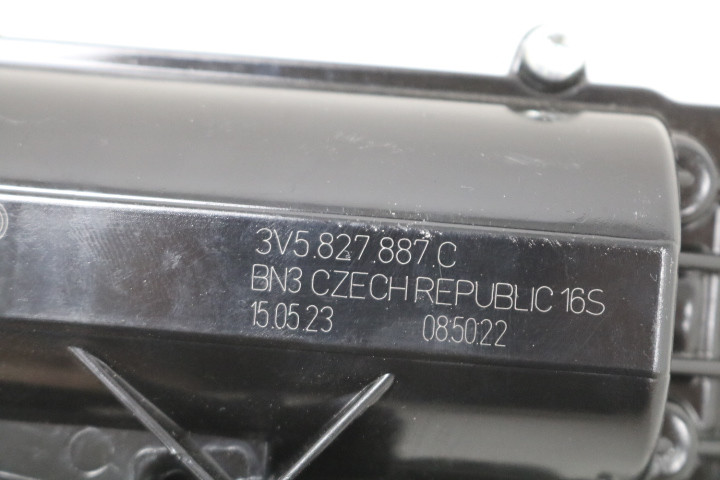 3V5.827.887.C
BN3 CZECH REPUBLIC 16S
15.05.23 08:50:22